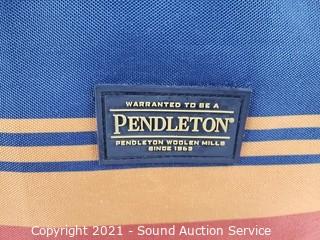 WARRANTED TO BE A
PENDLETON®
PENDLETON WOOLEN MILLS
SINCE 1863
Copyright 2021 - Sound Auction Service